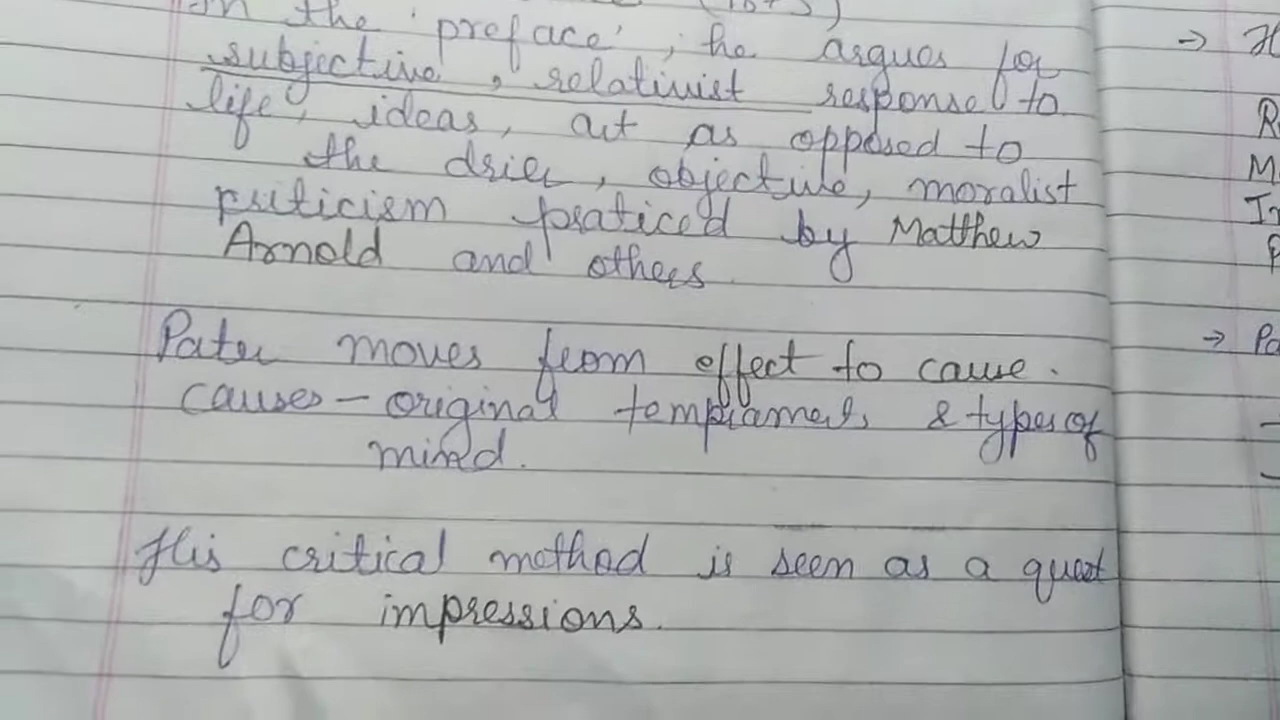 In the 'preface', he argues for
subjective, relativist response to
life, ideas, art as opposed to
the drier, objective, moralist
criticism praticed by Matthew
Arnold and others.
Pater moves from effect to cause.
causes - original & types of
mind.
His critical method is seen as a quest
for impressions.
→
→